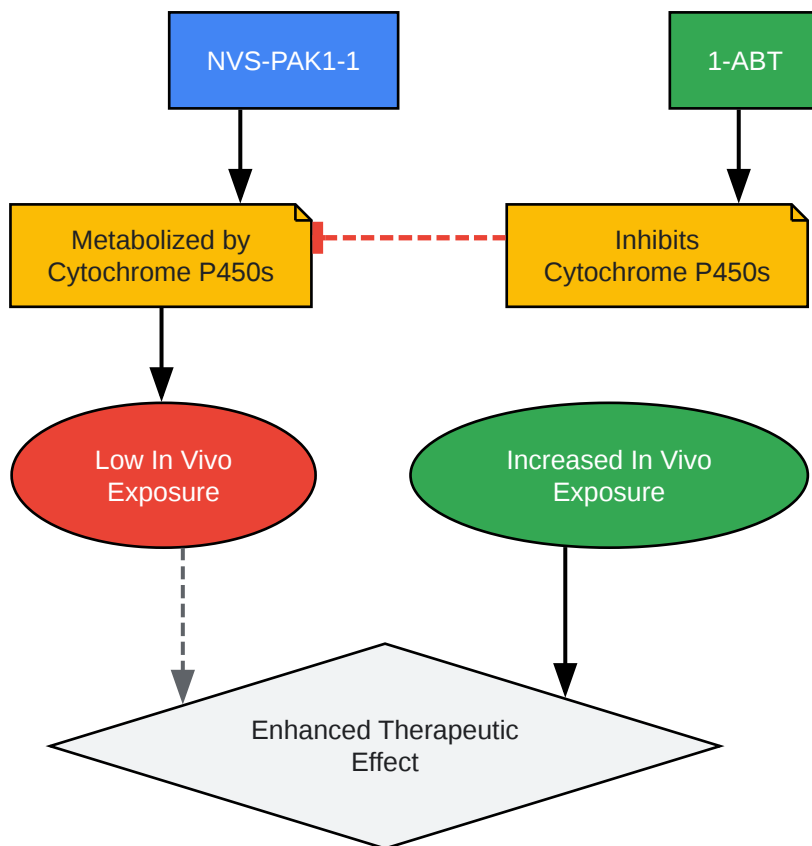 NVS-PAK1-1
1-ABT
Metabolized by
Cytochrome P450s
Inhibits
Cytochrome P450s
Low In Vivo
Exposure
Increased In Vivo
Exposure
Enhanced Therapeutic
Effect